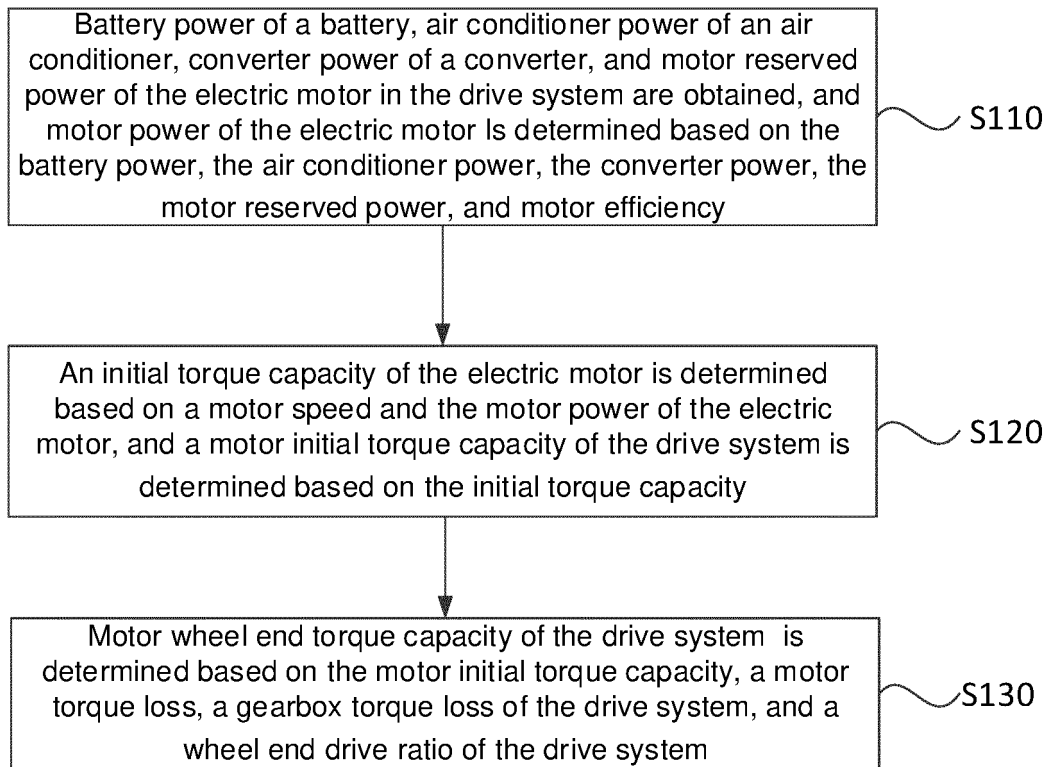 Battery power of a battery, air conditioner power of an air
conditioner, converter power of a converter, and motor reserved
power of the electric motor in the drive system are obtained, and
motor power of the electric motor Is determined based on the
battery power, the air conditioner power, the converter power, the
motor reserved power, and motor efficiency
S110
An initial torque capacity of the electric motor is determined
based on a motor speed and the motor power of the electric
motor, and a motor initial torque capacity of the drive system is
determined based on the initial torque capacity
S120
Motor wheel end torque capacity of the drive system is
determined based on the motor initial torque capacity, a motor
torque loss, a gearbox torque loss of the drive system, and a
wheel end drive ratio of the drive system
S130